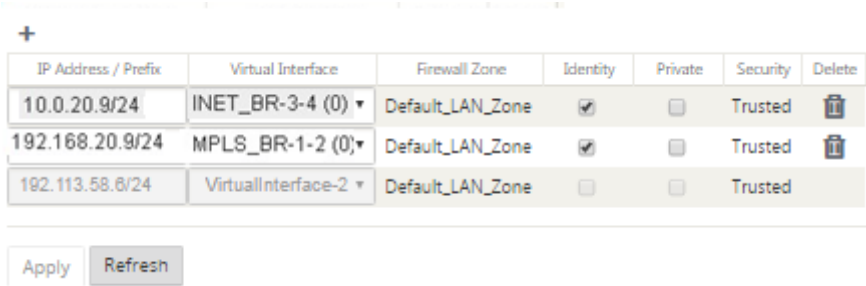 +
IP Address / Prefix Virtual Interface Firewall Zone Identity Private Security Delete
10.0.20.9/24 INET_BR-3-4 (0) Default_LAN_Zone Trusted
192.168.20.9/24 MPLS_BR-1-2 (0) Default_LAN_Zone Trusted
192.113.58.6/24 VirtualInterface-2 Default_LAN_Zone Trusted
Apply Refresh